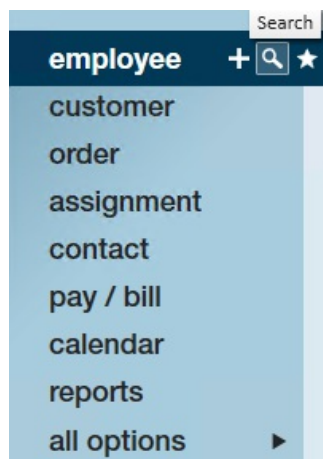 Search
employee
customer
order
assignment
contact
pay / bill
calendar
reports
all options